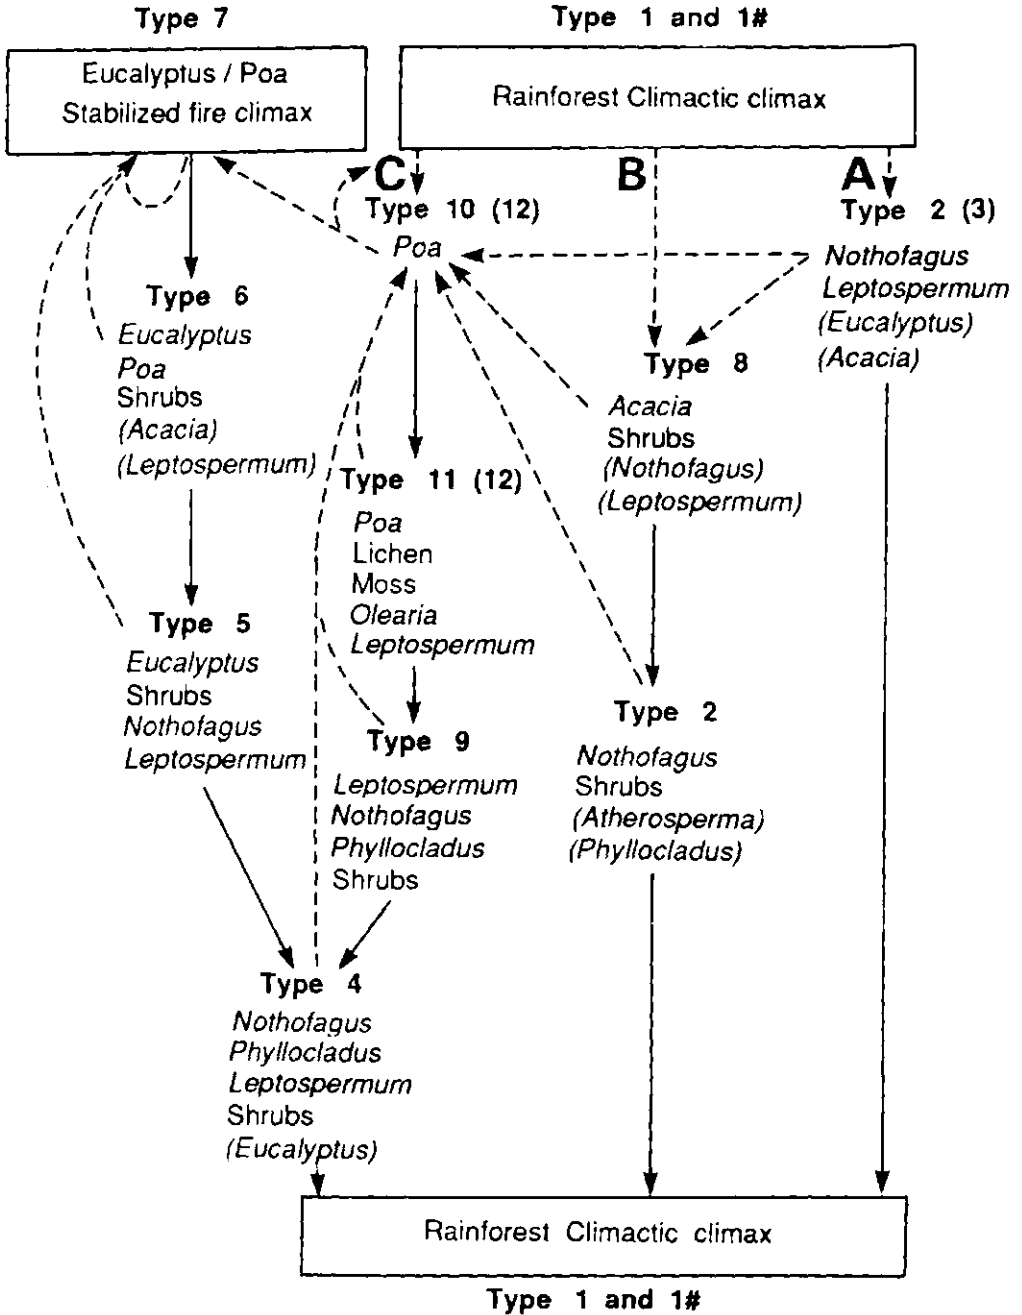 Type 7
Eucalyptus / Poa
Stabilized fire climax
Type 1 and 1#
Rainforest Climactic climax
C
B
A
Type 10 (12)
Poa
Type 2 (3)
Nothofagus
Leptospermum
(Eucalyptus)
(Acacia)
Type 6
Eucalyptus
Poa
Shrubs
(Acacia)
(Leptospermum)
Type 8
Acacia
Shrubs
(Nothofagus)
(Leptospermum)
Type 11 (12)
Poa
Lichen
Moss
Olearia
Leptospermum
Type 5
Eucalyptus
Shrubs
Nothofagus
Leptospermum
Type 9
Leptospermum
Nothofagus
Phyllocladus
Shrubs
Type 2
Nothofagus
Shrubs
(Atherosperma)
(Phyllocladus)
Type 4
Nothofagus
Phyllocladus
Leptospermum
Shrubs
(Eucalyptus)
Rainforest Climactic climax
Type 1 and 1#